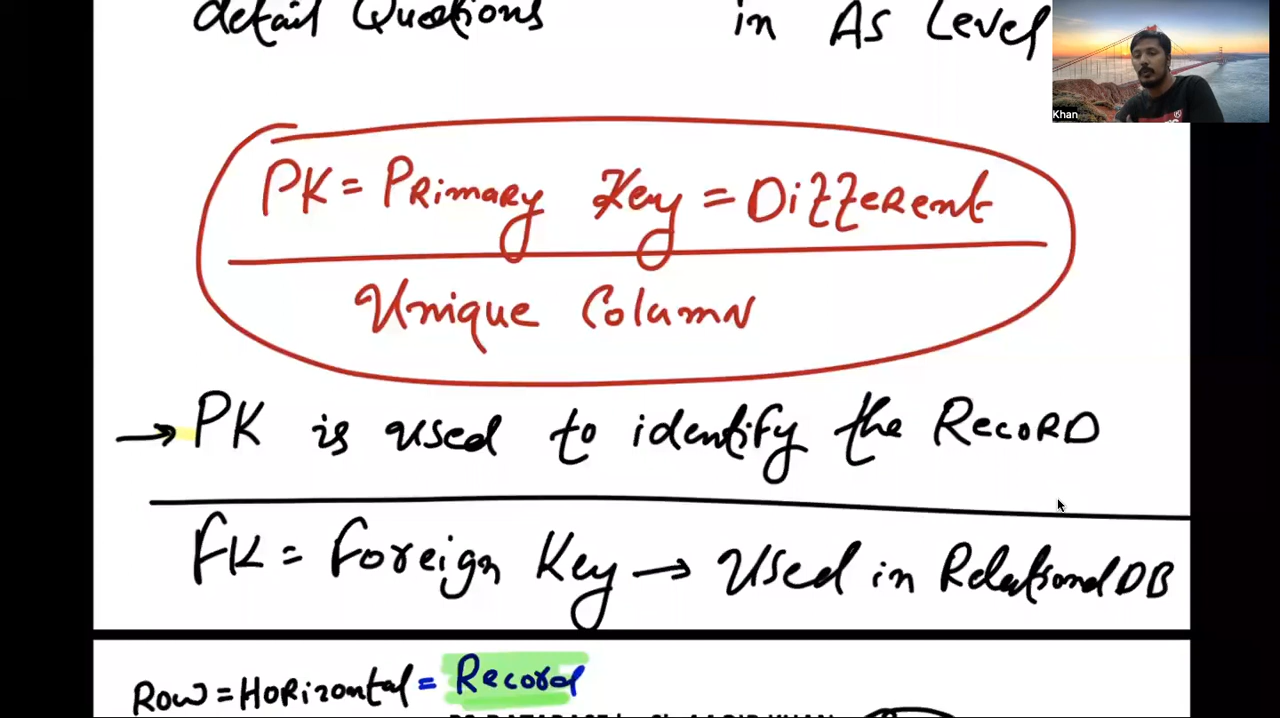 detail Questions in As Level
Khan
PK = Primary Key = Different
Unique Column
→ PK is used to identify the Record
FK = Foreign Key → Used in Relational DB
Row = Horizontal = Record